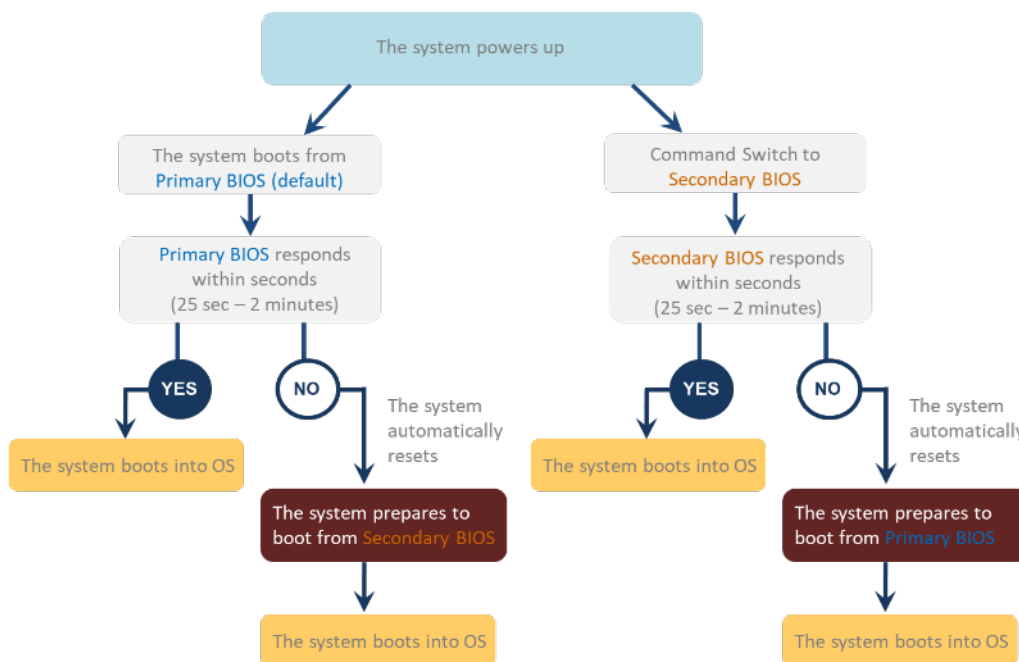 The system powers up
The system boots from
Primary BIOS (default)
Command Switch to
Secondary BIOS
Primary BIOS responds
within seconds
(25 sec – 2 minutes)
Secondary BIOS responds
within seconds
(25 sec – 2 minutes)
YES
NO
YES
NO
The system
automatically
resets
The system
automatically
resets
The system boots into OS
The system boots into OS
The system prepares to
boot from Secondary BIOS
The system prepares to
boot from Primary BIOS
The system boots into OS
The system boots into OS